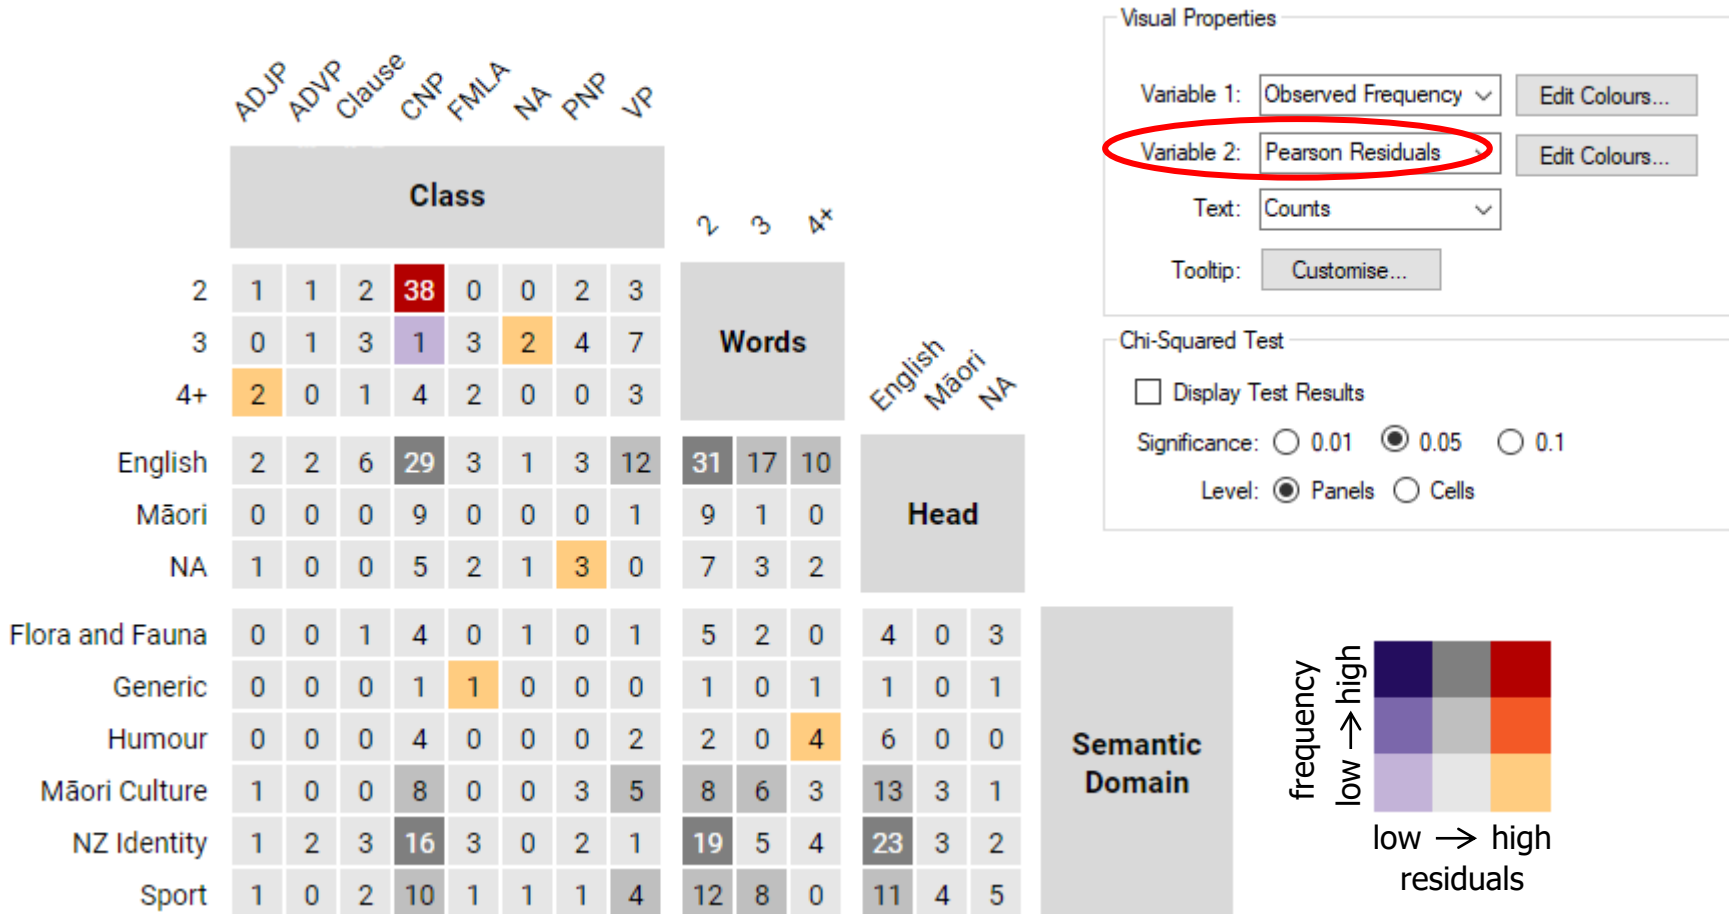 Visual Properties
Variable 1: Observed Frequency Edit Colours...
Variable 2: Pearson Residuals Edit Colours...
Text: Counts
Tooltip: Customise...
Chi-Squared Test
Display Test Results
Significance: 0.01 0.05 0.1
Level: Panels Cells
ADJP ADVP Clause CNP FMLA NA PNP VP
Class
2 3 4+
2 1 1 2 38 0 0 2 3
3 0 1 3 1 3 2 4 7
4+ 2 0 1 4 2 0 0 3
Words
English Māori NA
English 2 2 6 29 3 1 3 12 31 17 10
Māori 0 0 0 9 0 0 0 1 9 1 0
NA 1 0 0 5 2 1 3 0 7 3 2
Head
Flora and Fauna 0 0 1 4 0 1 0 1 5 2 0 4 0 3
Generic 0 0 0 1 1 0 0 0 1 0 1 1 0 1
Humour 0 0 0 4 0 0 0 2 2 0 4 6 0 0
Māori Culture 1 0 0 8 0 0 3 5 8 6 3 13 3 1
NZ Identity 1 2 3 16 3 0 2 1 19 5 4 23 3 2
Sport 1 0 2 10 1 1 1 4 12 8 0 11 4 5
Semantic
Domain
frequency
low → high
low → high
residuals